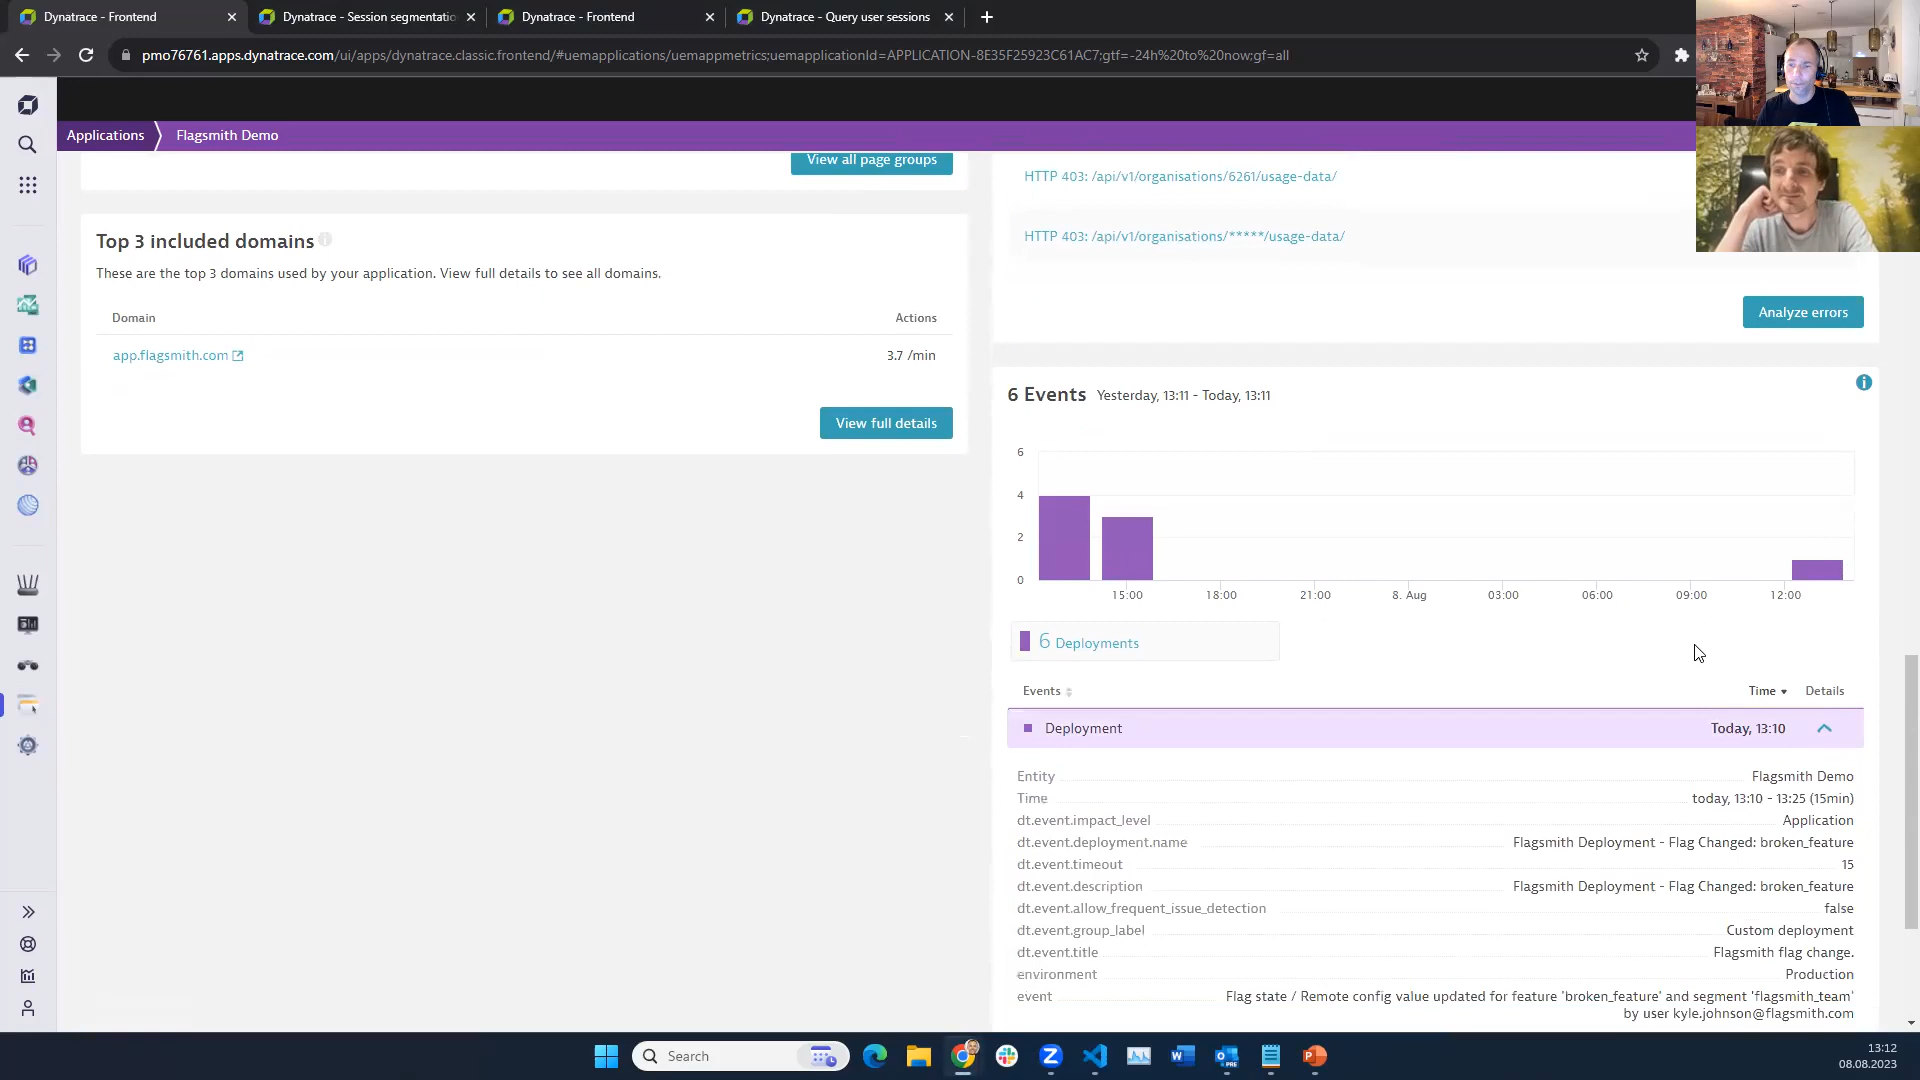 Dynatrace - Frontend
Dynatrace - Session segmentatio
Dynatrace - Frontend
Dynatrace - Query user sessions
pmo76761.apps.dynatrace.com/ui/apps/dynatrace.classic.frontend/#uemapplications/uemappmetrics;uemapplicationId=APPLICATION-8E35F25923C61AC7;gtf=-24h%20to%20now;gf=all
Applications
Flagsmith Demo
View all page groups
HTTP 403: /api/v1/organisations/6261/usage-data/
HTTP 403: /api/v1/organisations/*****/usage-data/
Analyze errors
Top 3 included domains
These are the top 3 domains used by your application. View full details to see all domains.
Domain Actions
app.flagsmith.com 3.7 /min
View full details
6 Events Yesterday, 13:11 - Today, 13:11
6
4
2
0
15:00 18:00 21:00 8. Aug 03:00 06:00 09:00 12:00
6 Deployments
Events Time Details
Deployment Today, 13:10
Entity Flagsmith Demo
Time today, 13:10 - 13:25 (15min)
dt.event.impact_level Application
dt.event.deployment.name Flagsmith Deployment - Flag Changed: broken_feature
dt.event.timeout 15
dt.event.description Flagsmith Deployment - Flag Changed: broken_feature
dt.event.allow_frequent_issue_detection false
dt.event.group_label Custom deployment
dt.event.title Flagsmith flag change.
environment Production
event Flag state / Remote config value updated for feature 'broken_feature' and segment 'flagsmith_team'
by user kyle.johnson@flagsmith.com
Search
13:12
08.08.2023